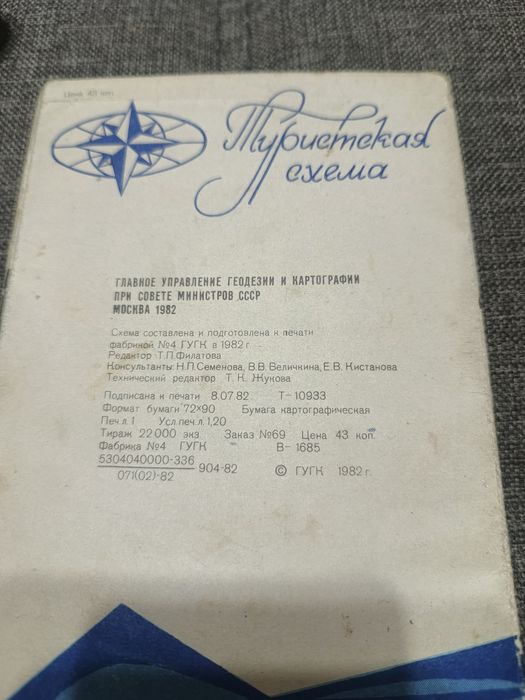 Цена 43 коп.
Туристская
схема
ГЛАВНОЕ УПРАВЛЕНИЕ ГЕОДЕЗИИ И КАРТОГРАФИИ
ПРИ СОВЕТЕ МИНИСТРОВ СССР
МОСКВА 1982
Схема составлена и подготовлена к печати
фабрикой №4 ГУГК в 1982 г.
Редактор Т.П.Филатова
Консультанты: Н.П.Семенова, В.В.Величкина, Е.В.Кистанова
Технический редактор Т.К.Жукова
Подписана к печати 8.07.82. Т-10933
Формат бумаги 72×90 Бумага картографическая
Печ.л.1 Усл.печ.л.1,20
Тираж 22000 экз. Заказ №69 Цена 43 коп.
Фабрика №4 ГУГК В-1685
5304040000-336
071(02)-82
904-82 © ГУГК 1982 г.